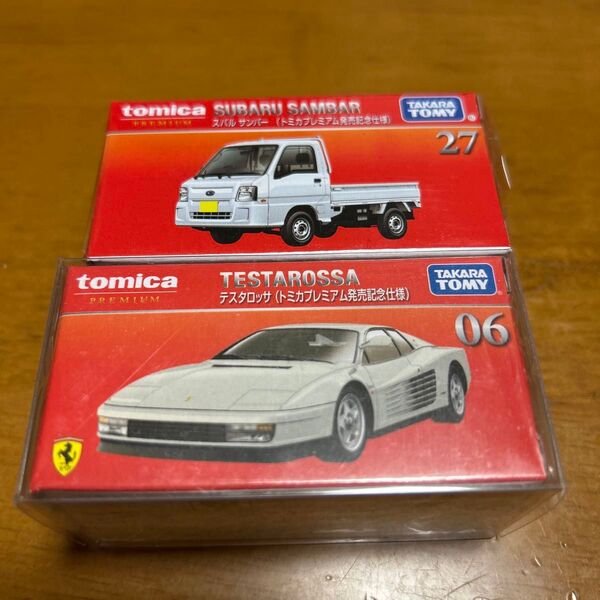 tomica
PREMIUM
SUBARU SAMBAR
スバル サンバー (トミカプレミアム発売記念仕様)
TAKARA
TOMY
®
27
tomica
PREMIUM
TESTAROSSA
テスタロッサ (トミカプレミアム発売記念仕様)
TAKARA
TOMY
06